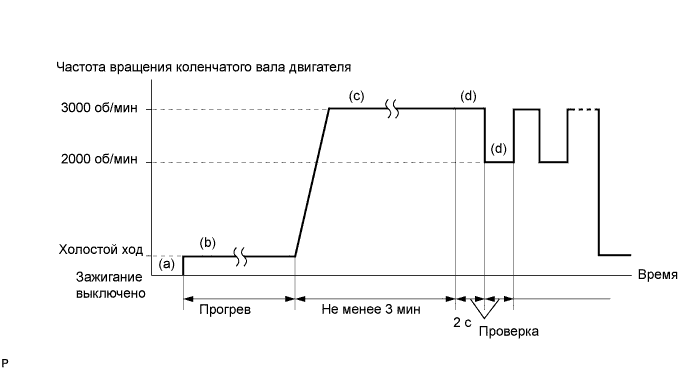 Частота вращения коленчатого вала двигателя
(c)
(d)
3000 об/мин
(d)
2000 об/мин
(b)
Холостой ход
(a)
Зажигание
выключено
Время
Прогрев
Не менее 3 мин
2 с
Проверка
P